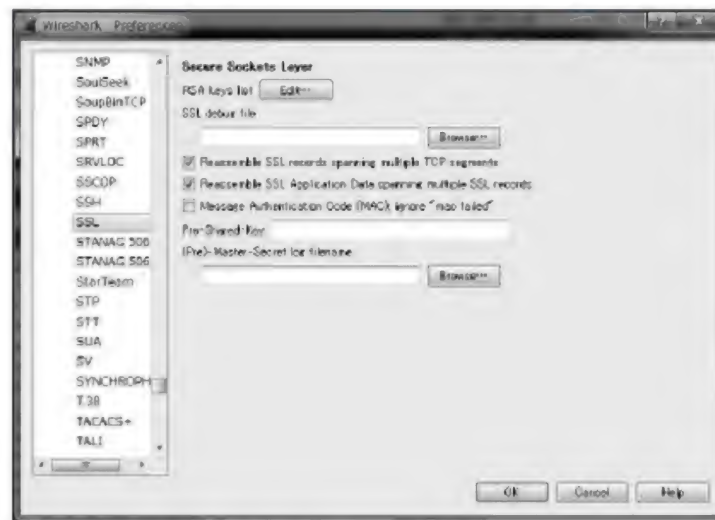 Wireshark Preferences
SNMP
SoulSeek
SoupBinTCP
SPDY
SPRT
SRVLOC
SSCOP
SSH
SSL
STANAG 506
STANAG 506
StarTeam
STP
STT
SUA
SV
SYNCHROPH
T.38
TACACS+
TALI
Secure Sockets Layer
RSA keys list Edit...
SSL debug file
Browse...
Reassemble SSL records spanning multiple TCP segments
Reassemble SSL Application Data spanning multiple SSL records
Message Authentication Code (MAC), ignore "mac failed"
Pre-Shared-Key
(Pre)-Master-Secret log filename
Browse...
OK Cancel Help